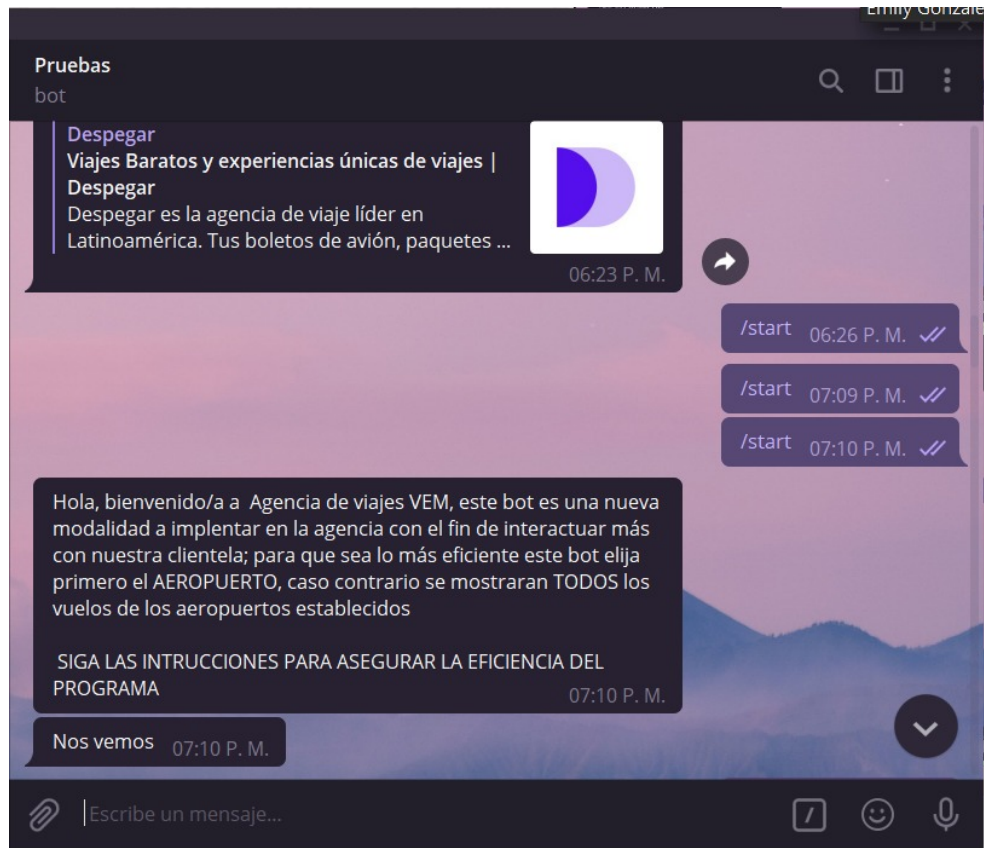 Emily Gonzale
Pruebas
bot
Despegar
Viajes Baratos y experiencias únicas de viajes |
Despegar
Despegar es la agencia de viaje líder en
Latinoamérica. Tus boletos de avión, paquetes ...
06:23 P. M.
/start 06:26 P. M.
/start 07:09 P. M.
/start 07:10 P. M.
Hola, bienvenido/a a  Agencia de viajes VEM, este bot es una nueva
modalidad a implentar en la agencia con el fin de interactuar más
con nuestra clientela; para que sea lo más eficiente este bot elija
primero el AEROPUERTO, caso contrario se mostraran TODOS los
vuelos de los aeropuertos establecidos
SIGA LAS INTRUCCIONES PARA ASEGURAR LA EFICIENCIA DEL
PROGRAMA
07:10 P. M.
Nos vemos 07:10 P. M.
Escribe un mensaje...